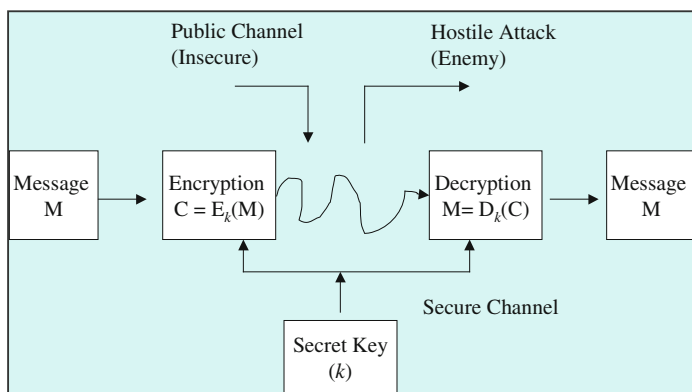 Public Channel
(Insecure)
Hostile Attack
(Enemy)
Message
M
Encryption
C = E_k(M)
Decryption
M= D_k(C)
Message
M
Secure Channel
Secret Key
(k)